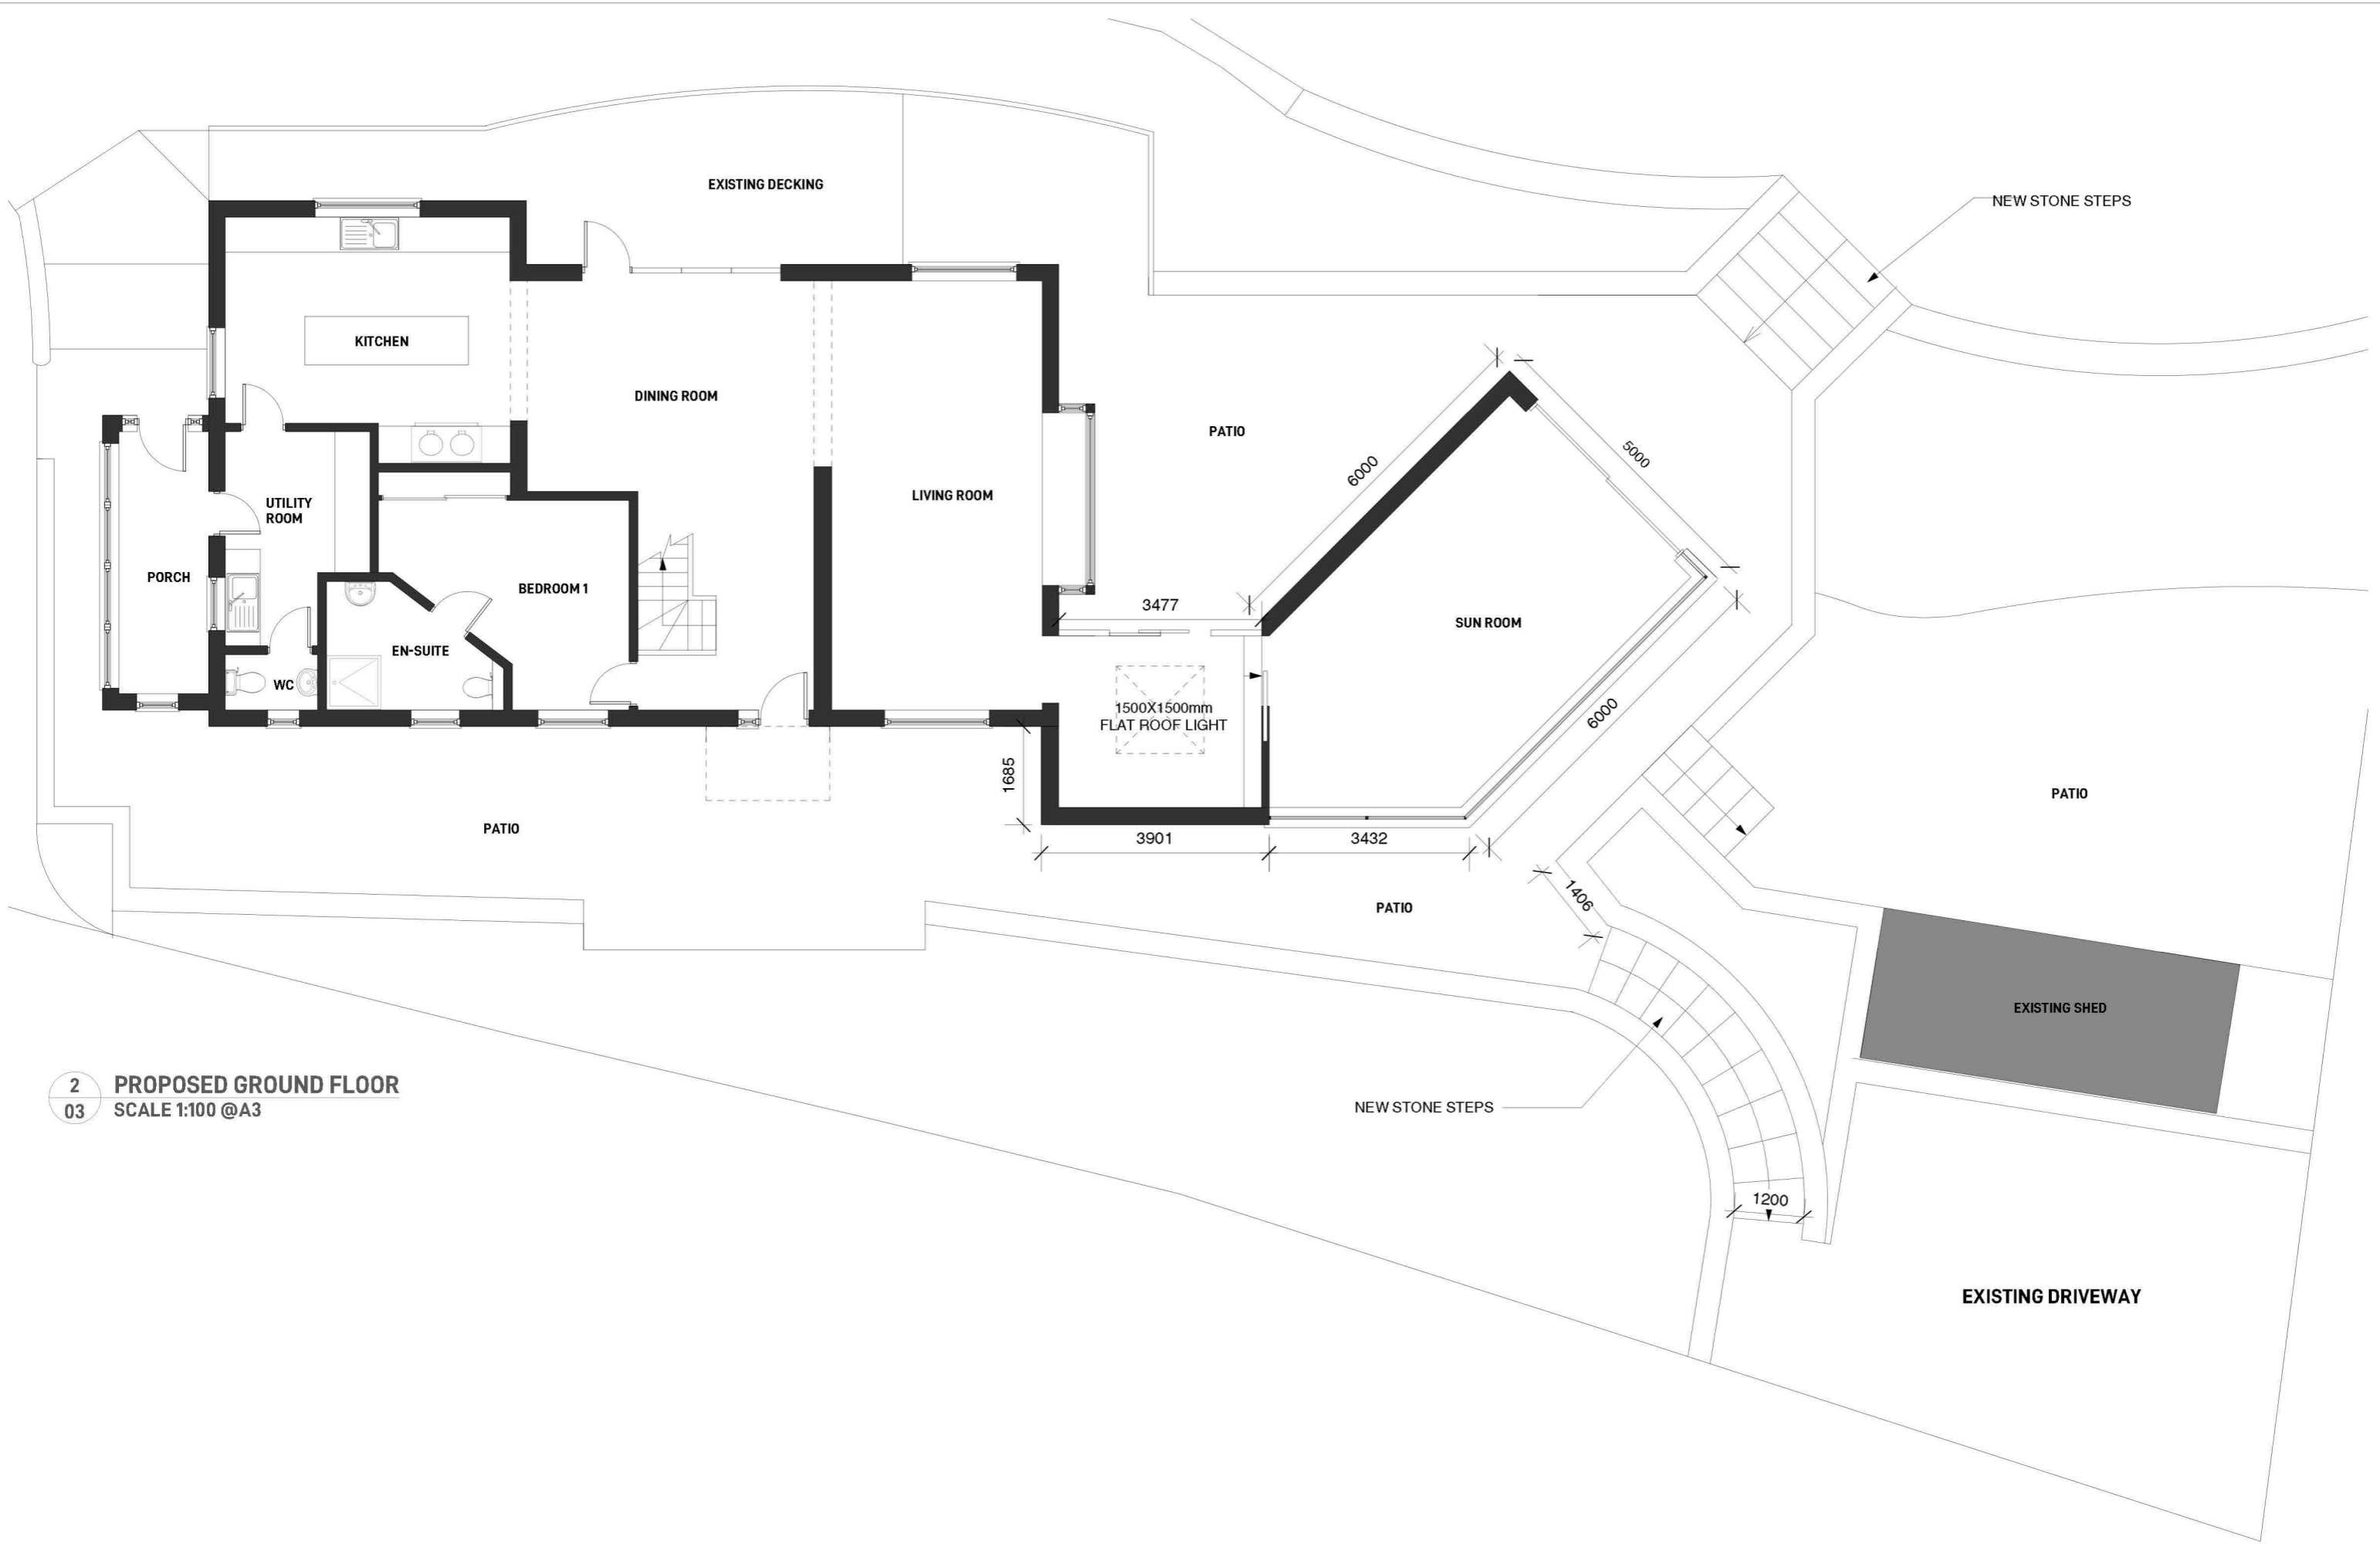 EXISTING DECKING
NEW STONE STEPS
KITCHEN
DINING ROOM
PATIO
5000
6000
LIVING ROOM
UTILITY
ROOM
PORCH
BEDROOM 1
3477
SUN ROOM
EN-SUITE
WC
1500X1500mm
FLAT ROOF LIGHT
6000
1685
PATIO
PATIO
3901
3432
1406
PATIO
EXISTING SHED
2
03
PROPOSED GROUND FLOOR
SCALE 1:100 @A3
NEW STONE STEPS
1200
EXISTING DRIVEWAY